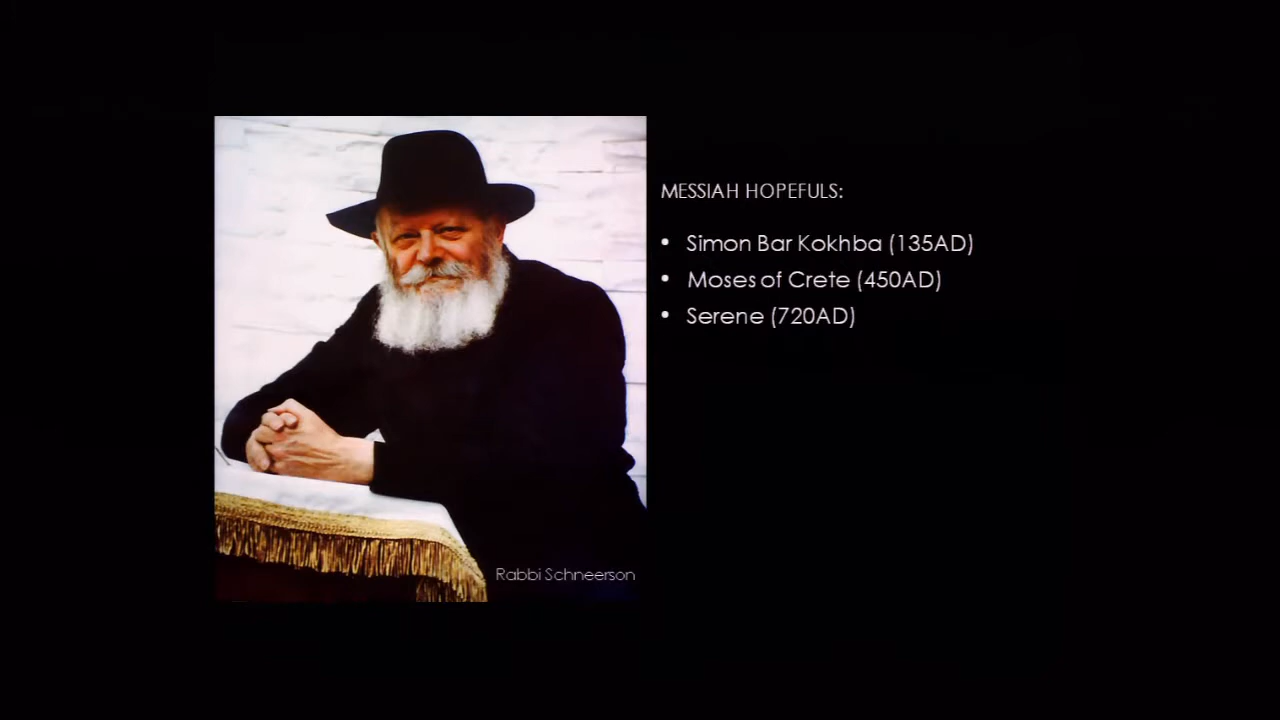 MESSIAH HOPEFULS:
• Simon Bar Kokhba (135AD)
• Moses of Crete (450AD)
• Serene (720AD)
Rabbi Schneerson